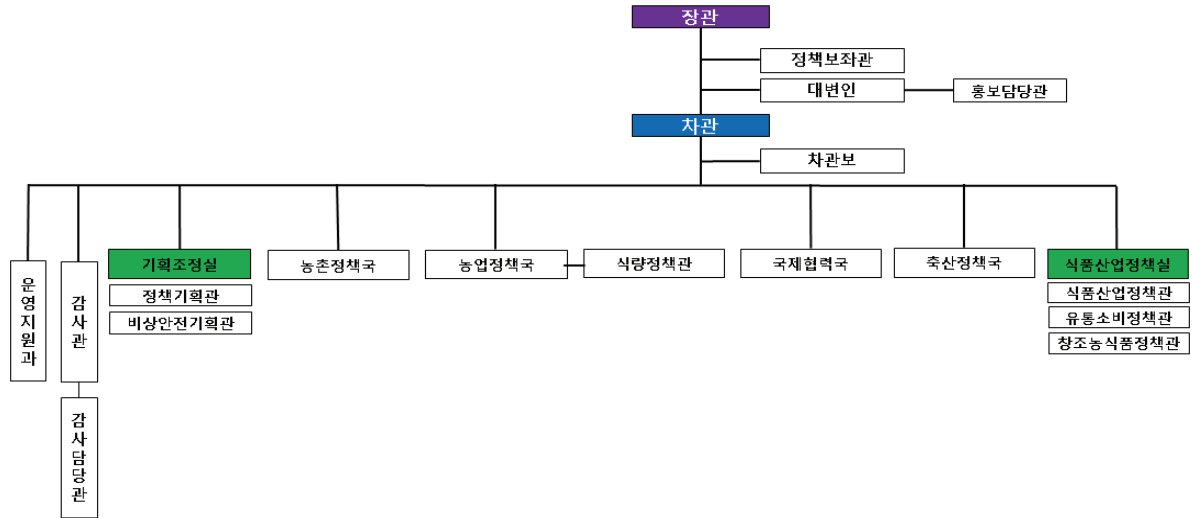 장관
정책보좌관
대변인
홍보담당관
차관
차관보
운영지원과
감사관
감사담당관
기획조정실
정책기획관
비상안전기획관
농촌정책국
농업정책국
식량정책관
국제협력국
축산정책국
식품산업정책실
식품산업정책관
유통소비정책관
창조농식품정책관